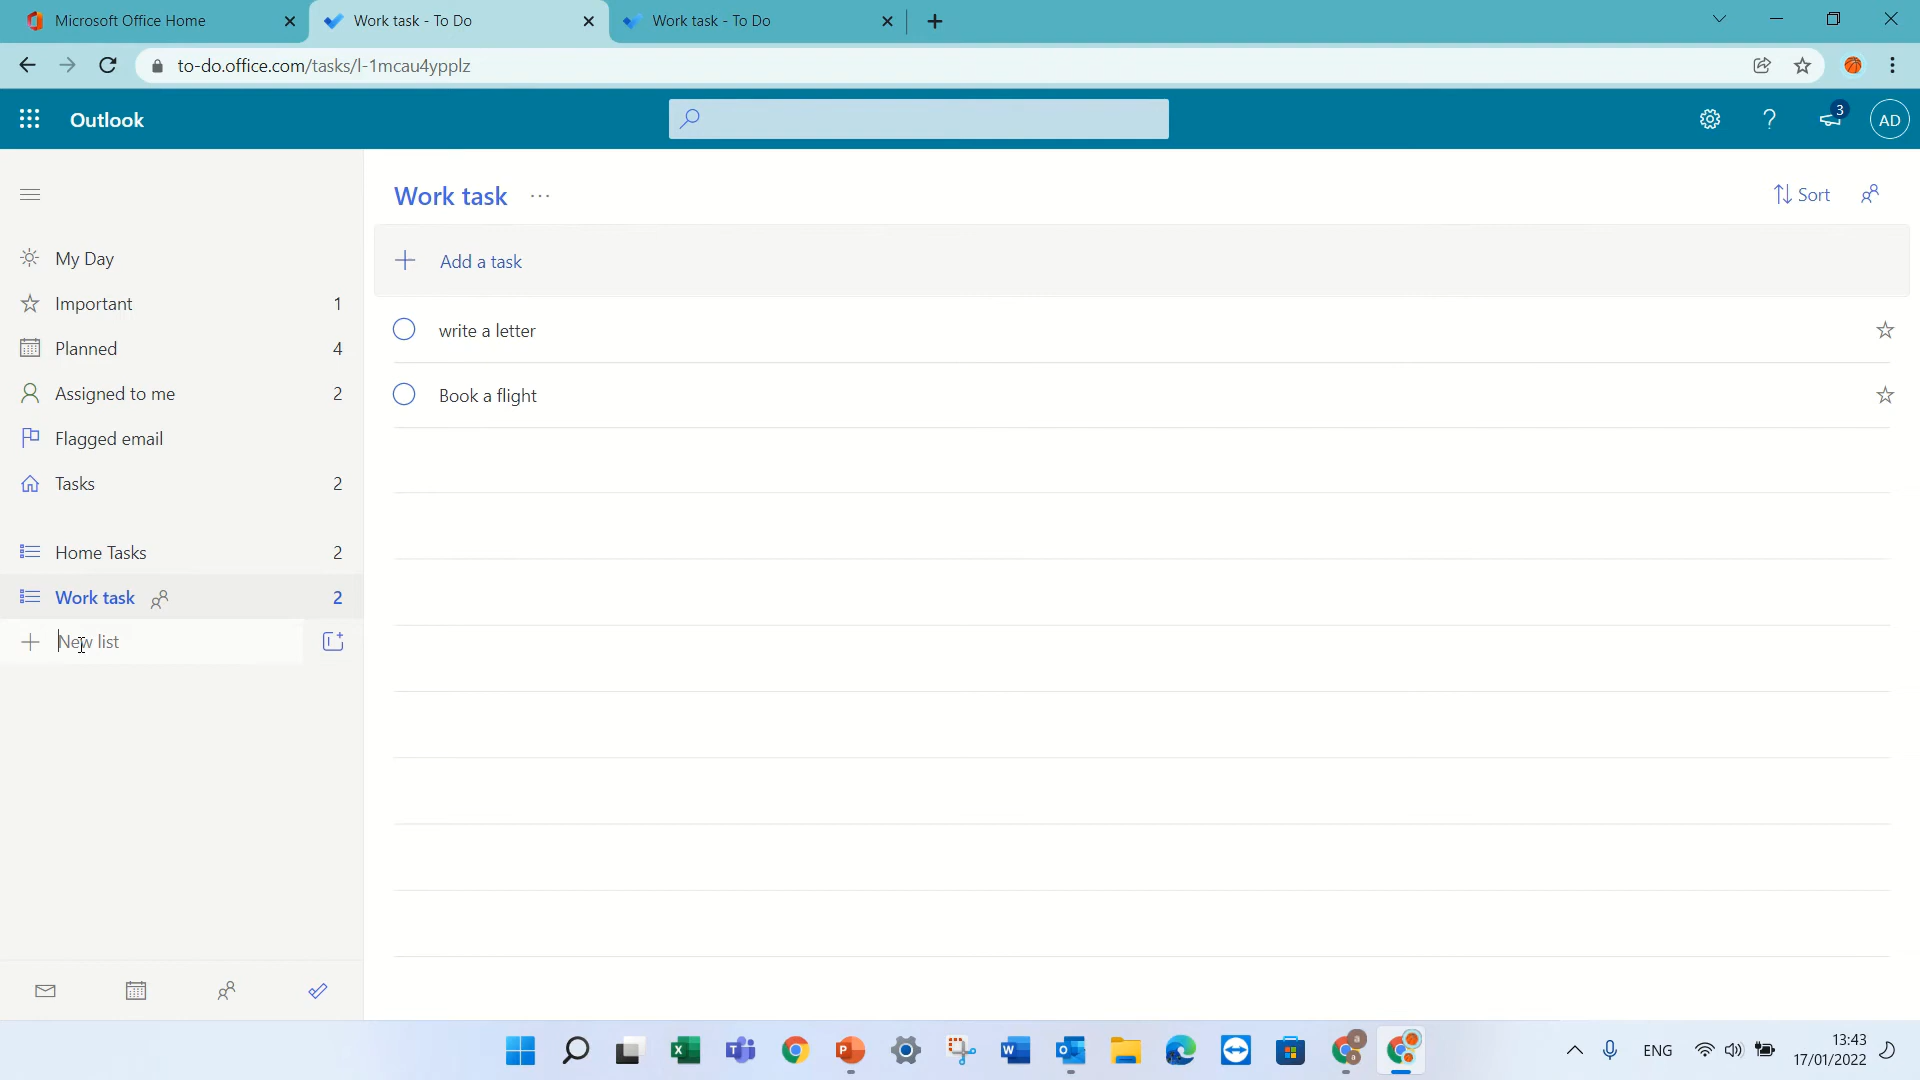 Microsoft Office Home
Work task - To Do
Work task - To Do
to-do.office.com/tasks/l-1mcau4ypplz
Outlook
3
AD
Work task
Sort
My Day
Add a task
Important 1
write a letter
Planned 4
Assigned to me 2
Book a flight
Flagged email
Tasks 2
Home Tasks 2
Work task 2
New list
ENG
13:43
17/01/2022